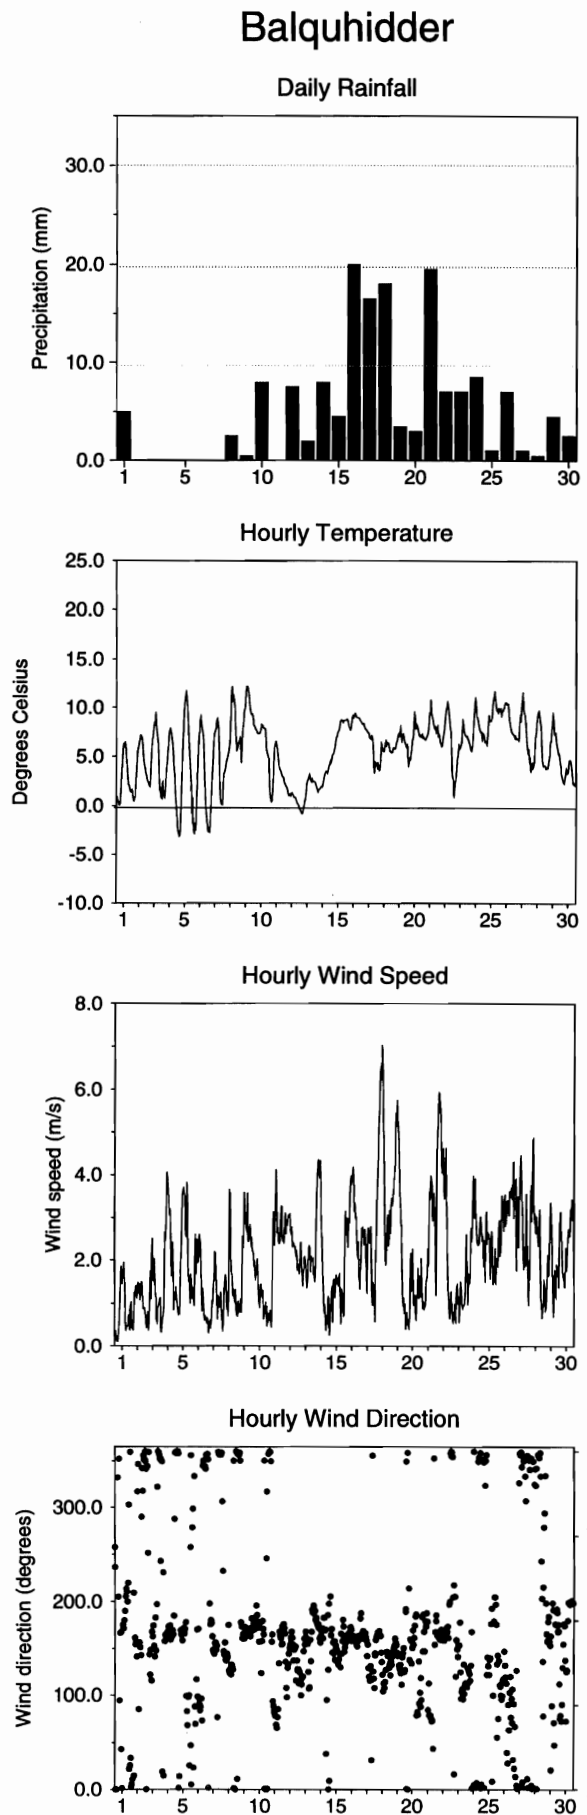 Balquhidder
Daily Rainfall
Precipitation (mm)
30.0
20.0
10.0
0.0
1 5 10 15 20 25 30
Hourly Temperature
Degrees Celsius
25.0
20.0
15.0
10.0
5.0
0.0
-5.0
-10.0
1 5 10 15 20 25 30
Hourly Wind Speed
Wind speed (m/s)
8.0
6.0
4.0
2.0
0.0
1 5 10 15 20 25 30
Hourly Wind Direction
Wind direction (degrees)
300.0
200.0
100.0
0.0
1 5 10 15 20 25 30